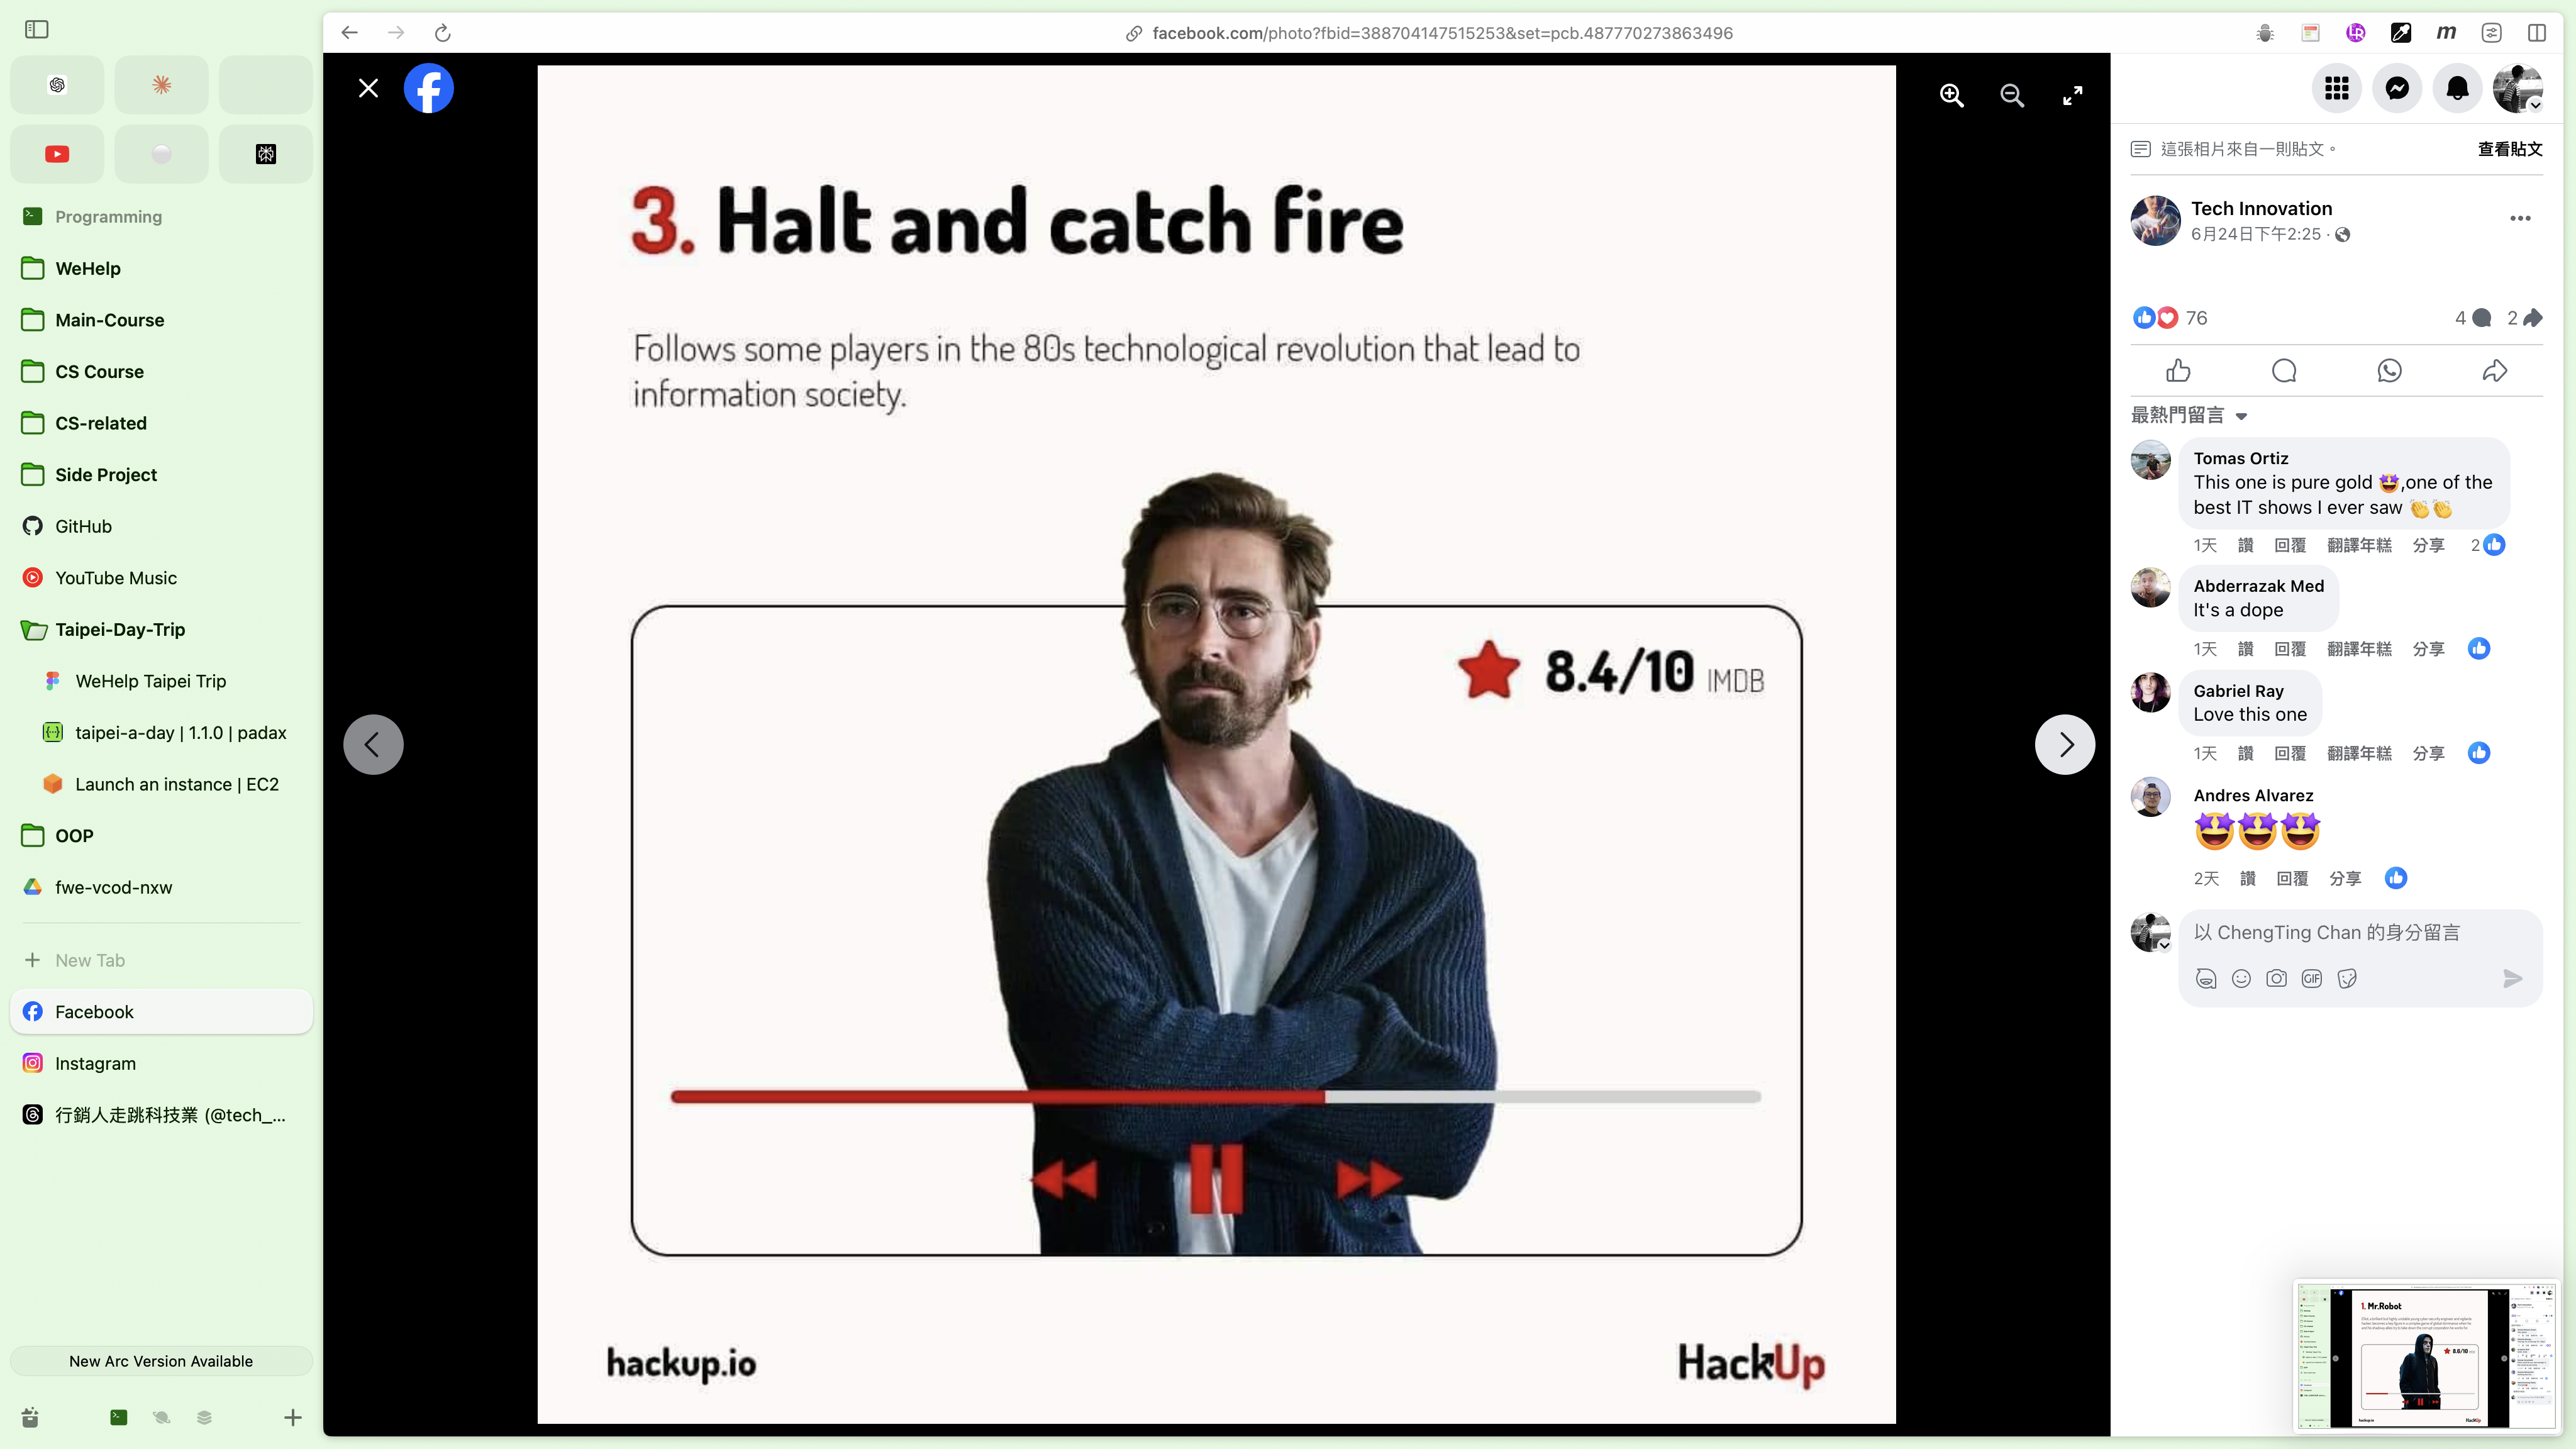 facebook.com/photo?fbid=388704147515253&set=pcb.487770273863496
Programming
WeHelp
Main-Course
CS Course
CS-related
Side Project
GitHub
YouTube Music
Taipei-Day-Trip
WeHelp Taipei Trip
taipei-a-day | 1.1.0 | padax
Launch an instance | EC2
OOP
fwe-vcod-nxw
New Tab
Facebook
Instagram
行銷人走跳科技業 (@tech_...
New Arc Version Available
3. Halt and catch fire
Follows some players in the 80s technological revolution that lead to
information society.
8.4/10 IMDB
hackup.io
HackUp
這張相片來自一則貼文。
查看貼文
Tech Innovation
6月24日下午2:25 ·
76
4
2
最熱門留言
Tomas Ortiz
This one is pure gold 🤩,one of the
best IT shows I ever saw 👏👏
1天 讚 回覆 翻譯年糕 分享 2
Abderrazak Med
It's a dope
1天 讚 回覆 翻譯年糕 分享
Gabriel Ray
Love this one
1天 讚 回覆 翻譯年糕 分享
Andres Alvarez
🤩🤩🤩
2天 讚 回覆 分享
以 ChengTing Chan 的身分留言
GIF
1. Mr.Robot
8.6/10
hackup.io
HackUp